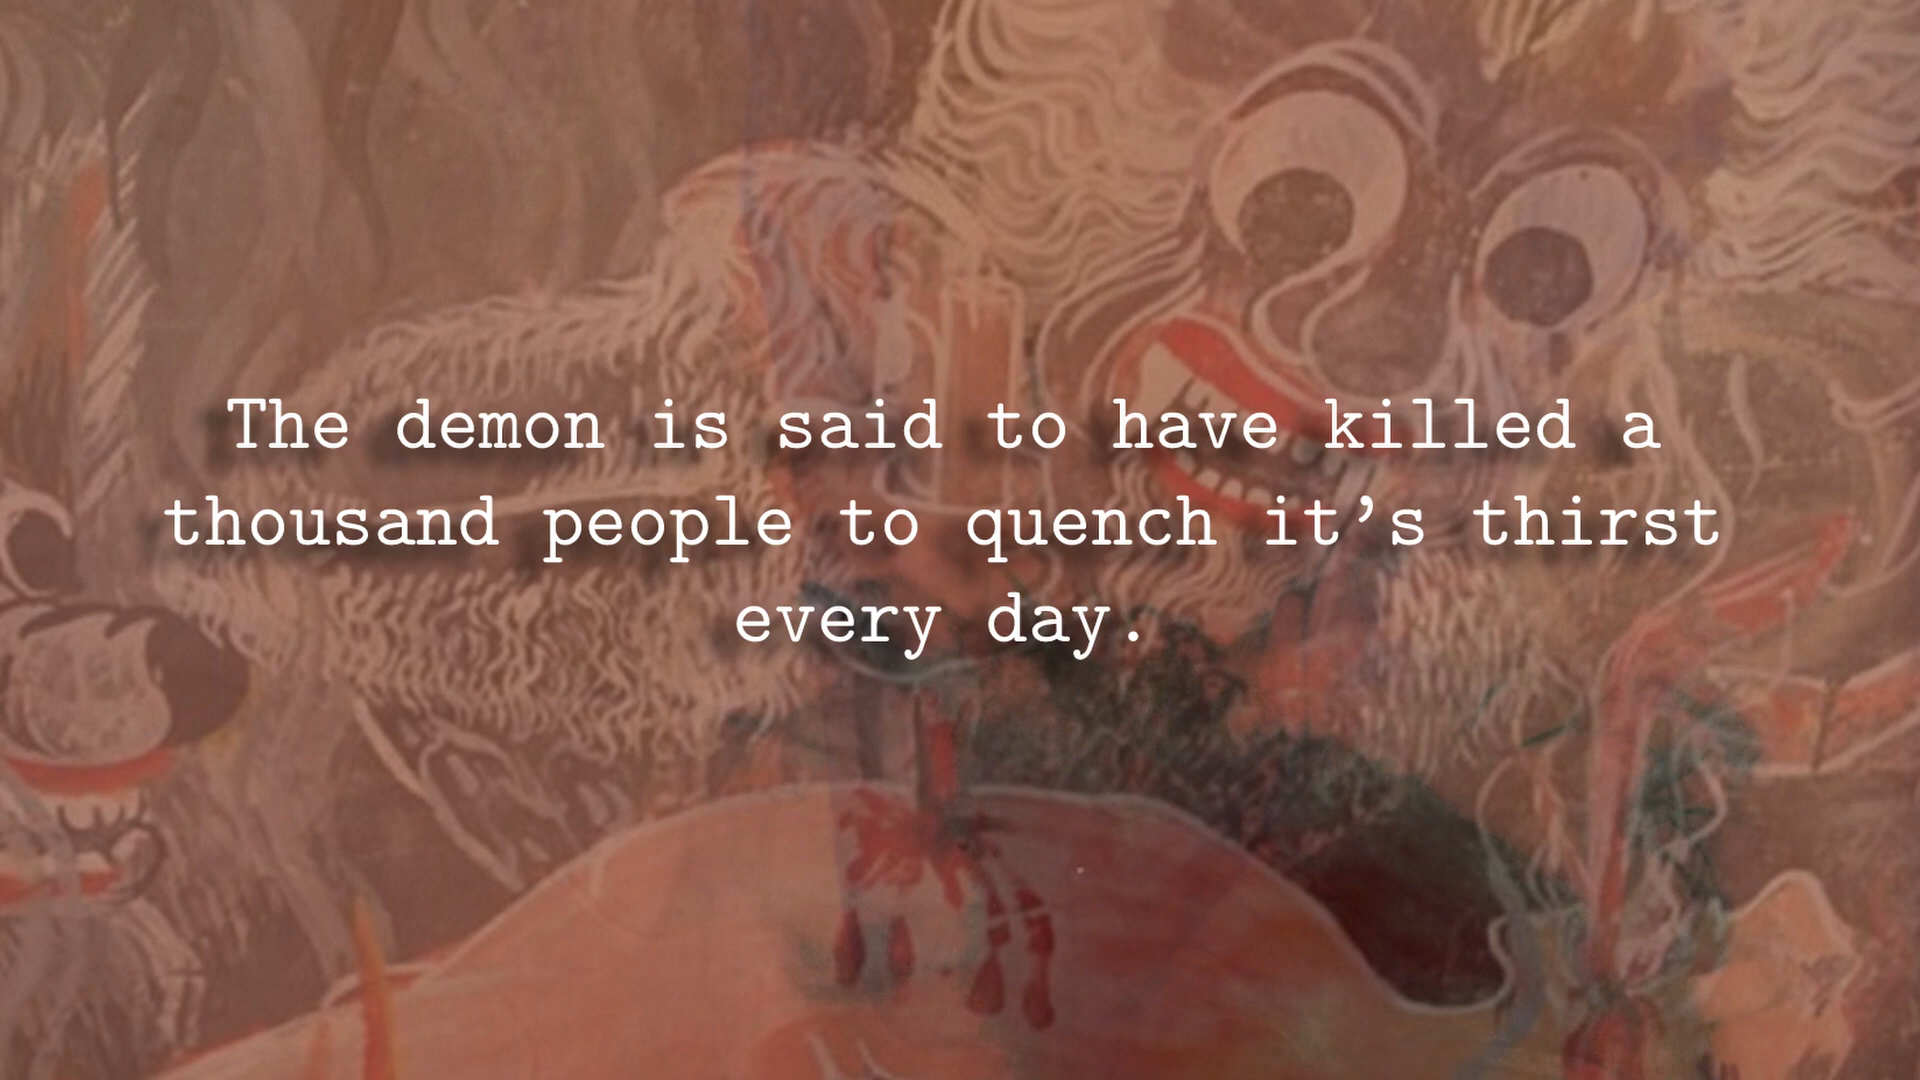 The demon is said to have killed a
thousand people to quench it’s thirst
every day.